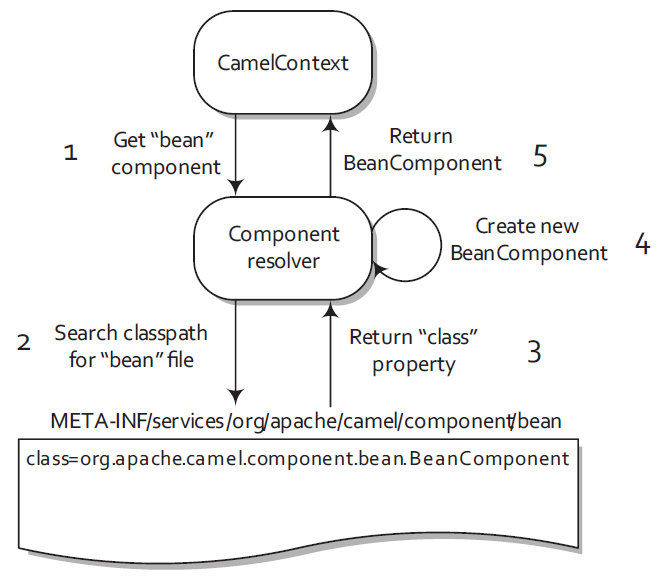 CamelContext
1
Get “bean”
component
Return
BeanComponent
5
Component
resolver
Create new
BeanComponent
4
2
Search classpath
for “bean” file
Return “class”
property
3
META-INF/services/org/apache/camel/component/bean
class=org.apache.camel.component.bean.BeanComponent